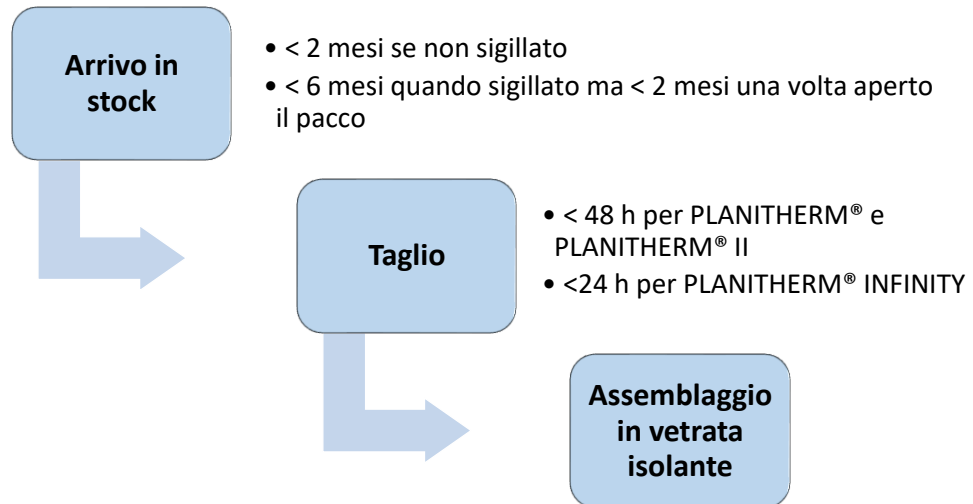 Arrivo in
stock
• < 2 mesi se non sigillato
• < 6 mesi quando sigillato ma < 2 mesi una volta aperto
il pacco
Taglio
• < 48 h per PLANITHERM® e
PLANITHERM® II
• <24 h per PLANITHERM® INFINITY
Assemblaggio
in vetrata
isolante